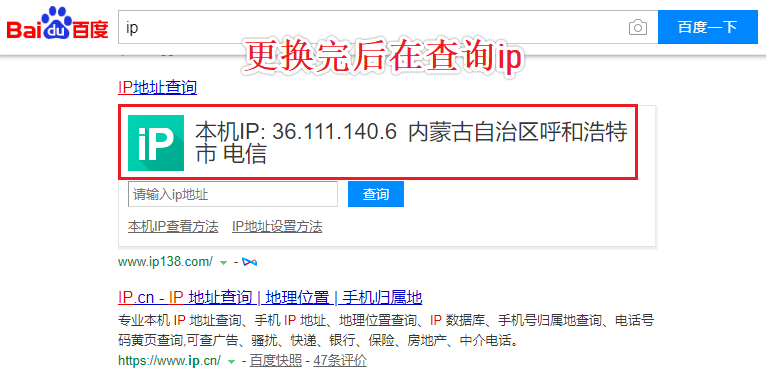 Bai du 百度 ip 百度一下
更换完后在查询ip
IP地址查询
iP 本机IP: 36.111.140.6 内蒙古自治区呼和浩特
市 电信
请输入ip地址 查询
本机IP查看方法 IP地址设置方法
www.ip138.com/ -
IP.cn - IP 地址查询 | 地理位置 | 手机归属地
专业本机 IP 地址查询、手机 IP 地址、地理位置查询、IP 数据库、手机号归属地查询、电话号
码黄页查询,可查广告、骚扰、快递、银行、保险、房地产、中介电话。
https://www.ip.cn/ - 百度快照 - 47条评价